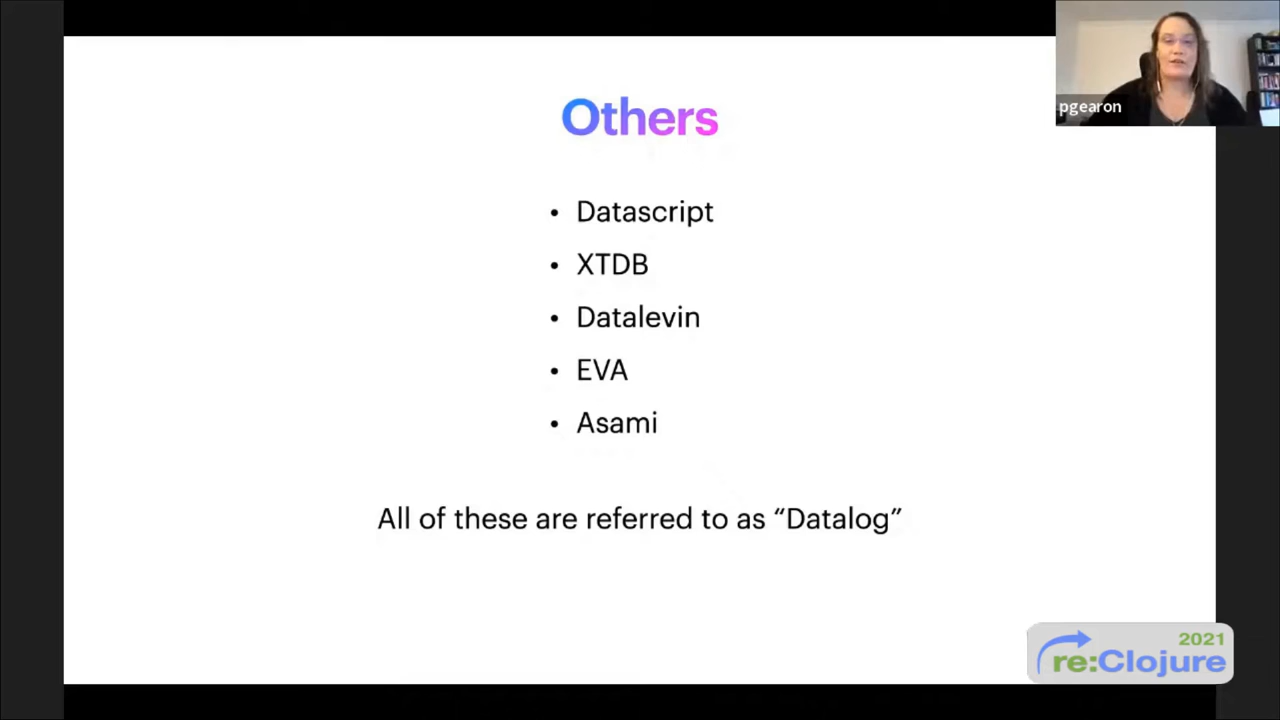 Others
pgearon
• Datascript
• XTDB
• Datalevin
• EVA
• Asami
All of these are referred to as “Datalog”
2021
re:Clojure